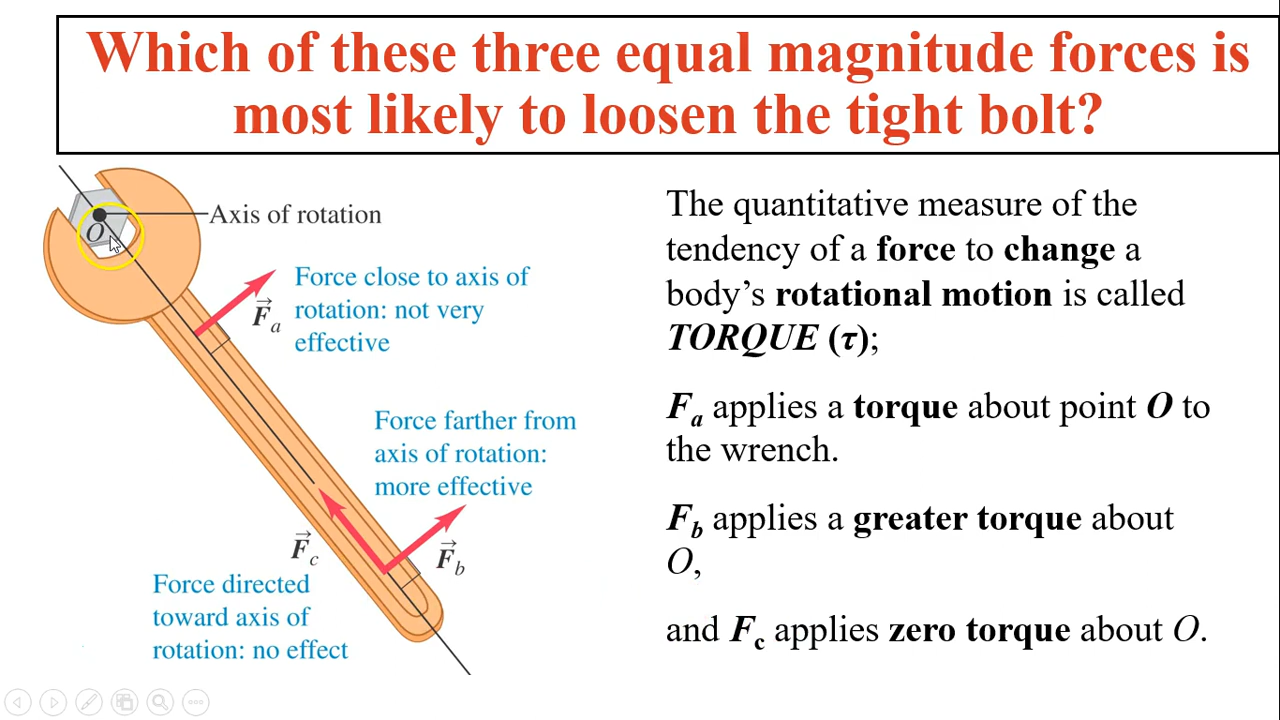 Which of these three equal magnitude forces is
most likely to loosen the tight bolt?
O
Axis of rotation
Force close to axis of
rotation: not very
effective
F⃗a
Force farther from
axis of rotation:
more effective
F⃗c
F⃗b
Force directed
toward axis of
rotation: no effect
The quantitative measure of the
tendency of a force to change a
body’s rotational motion is called
TORQUE (τ);
Fa applies a torque about point O to
the wrench.
Fb applies a greater torque about
O,
and Fc applies zero torque about O.